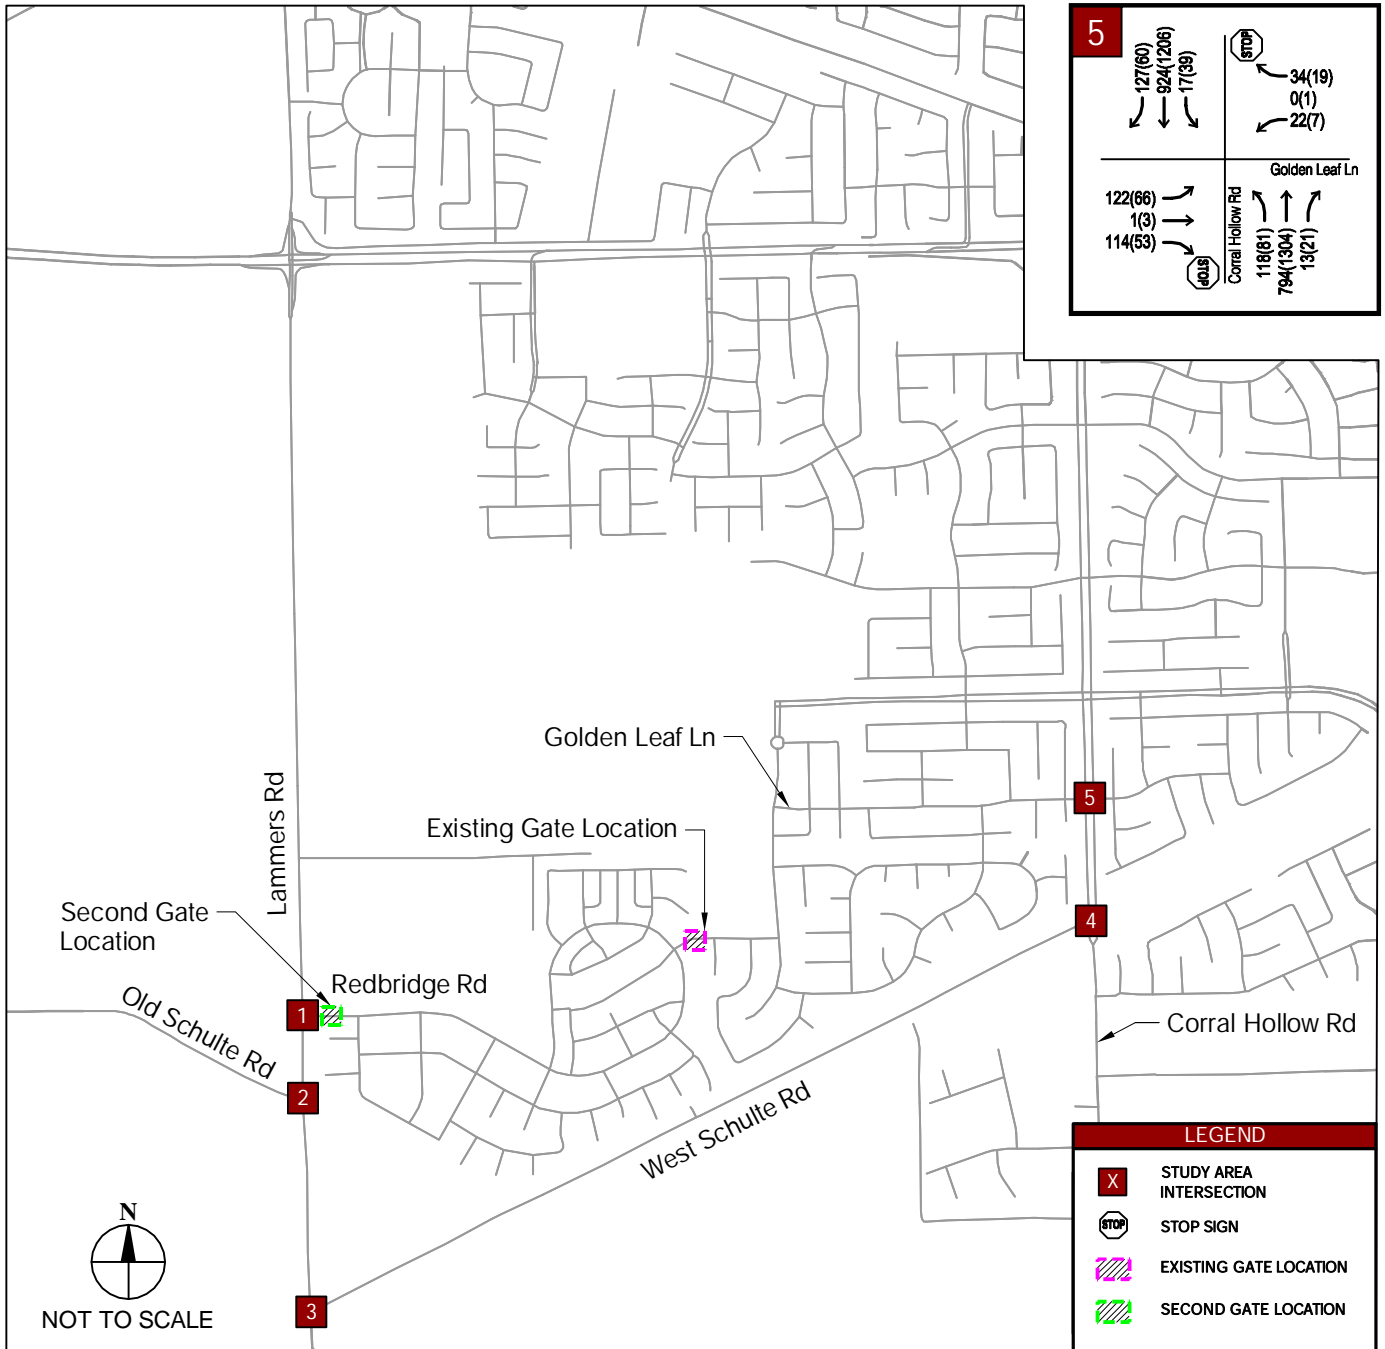 5
127(60)
924(1206)
17(39)
STOP
34(19)
0(1)
22(7)
Golden Leaf Ln
Corral Hollow Rd
122(66)
1(3)
114(53)
STOP
118(81)
794(1304)
13(21)
Golden Leaf Ln
Lammers Rd
Existing Gate Location
5
Second Gate
Location
4
Redbridge Rd
1
Old Schulte Rd
2
Corral Hollow Rd
West Schulte Rd
3
N
NOT TO SCALE
LEGEND
X
STUDY AREA
INTERSECTION
STOP
STOP SIGN
EXISTING GATE LOCATION
SECOND GATE LOCATION